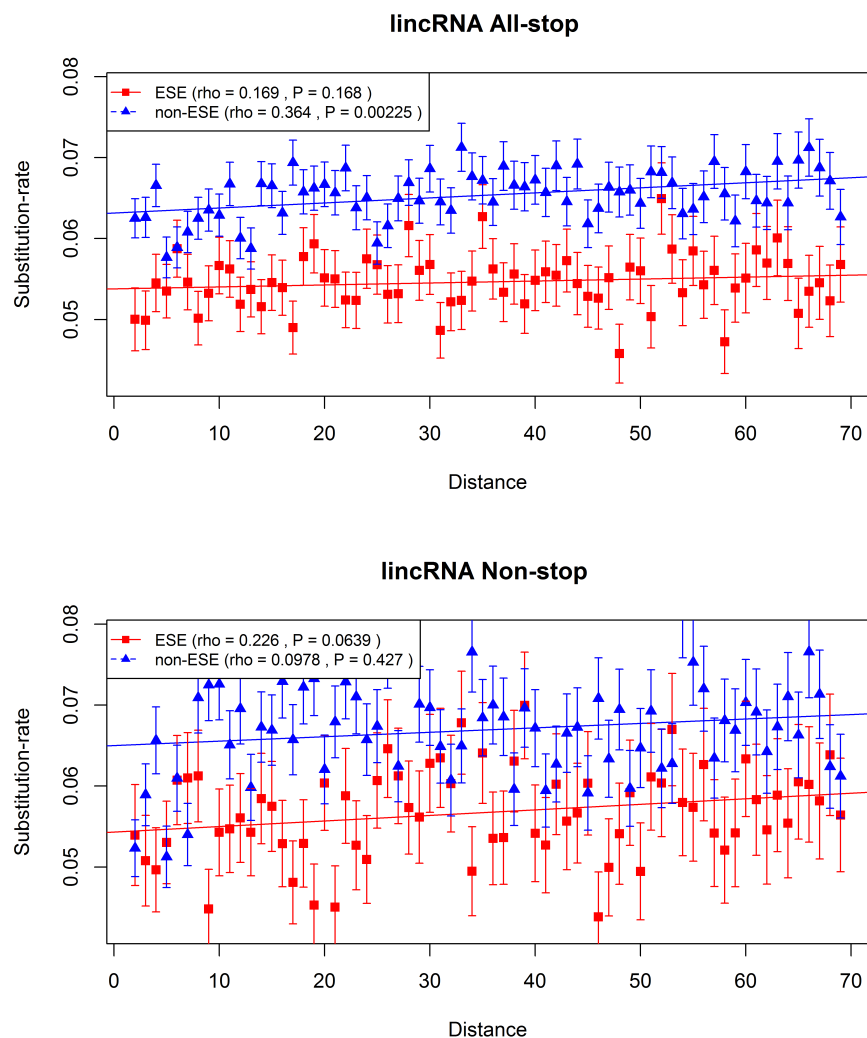 lincRNA All-stop
ESE (rho = 0.169 , P = 0.168 )
non-ESE (rho = 0.364 , P = 0.00225 )
Substitution-rate
0.08
0.07
0.06
0.05
0 10 20 30 40 50 60 70
Distance
lincRNA Non-stop
ESE (rho = 0.226 , P = 0.0639 )
non-ESE (rho = 0.0978 , P = 0.427 )
Substitution-rate
0.08
0.07
0.06
0.05
0 10 20 30 40 50 60 70
Distance